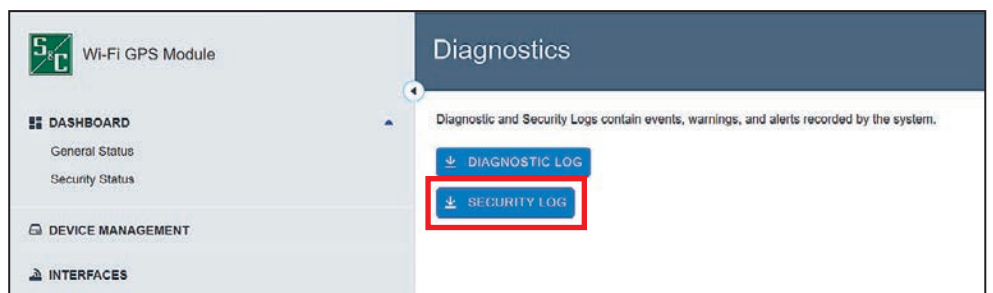 S&C
Wi-Fi GPS Module
DASHBOARD
General Status
Security Status
DEVICE MANAGEMENT
INTERFACES
Diagnostics
Diagnostic and Security Logs contain events, warnings, and alerts recorded by the system.
DIAGNOSTIC LOG
SECURITY LOG